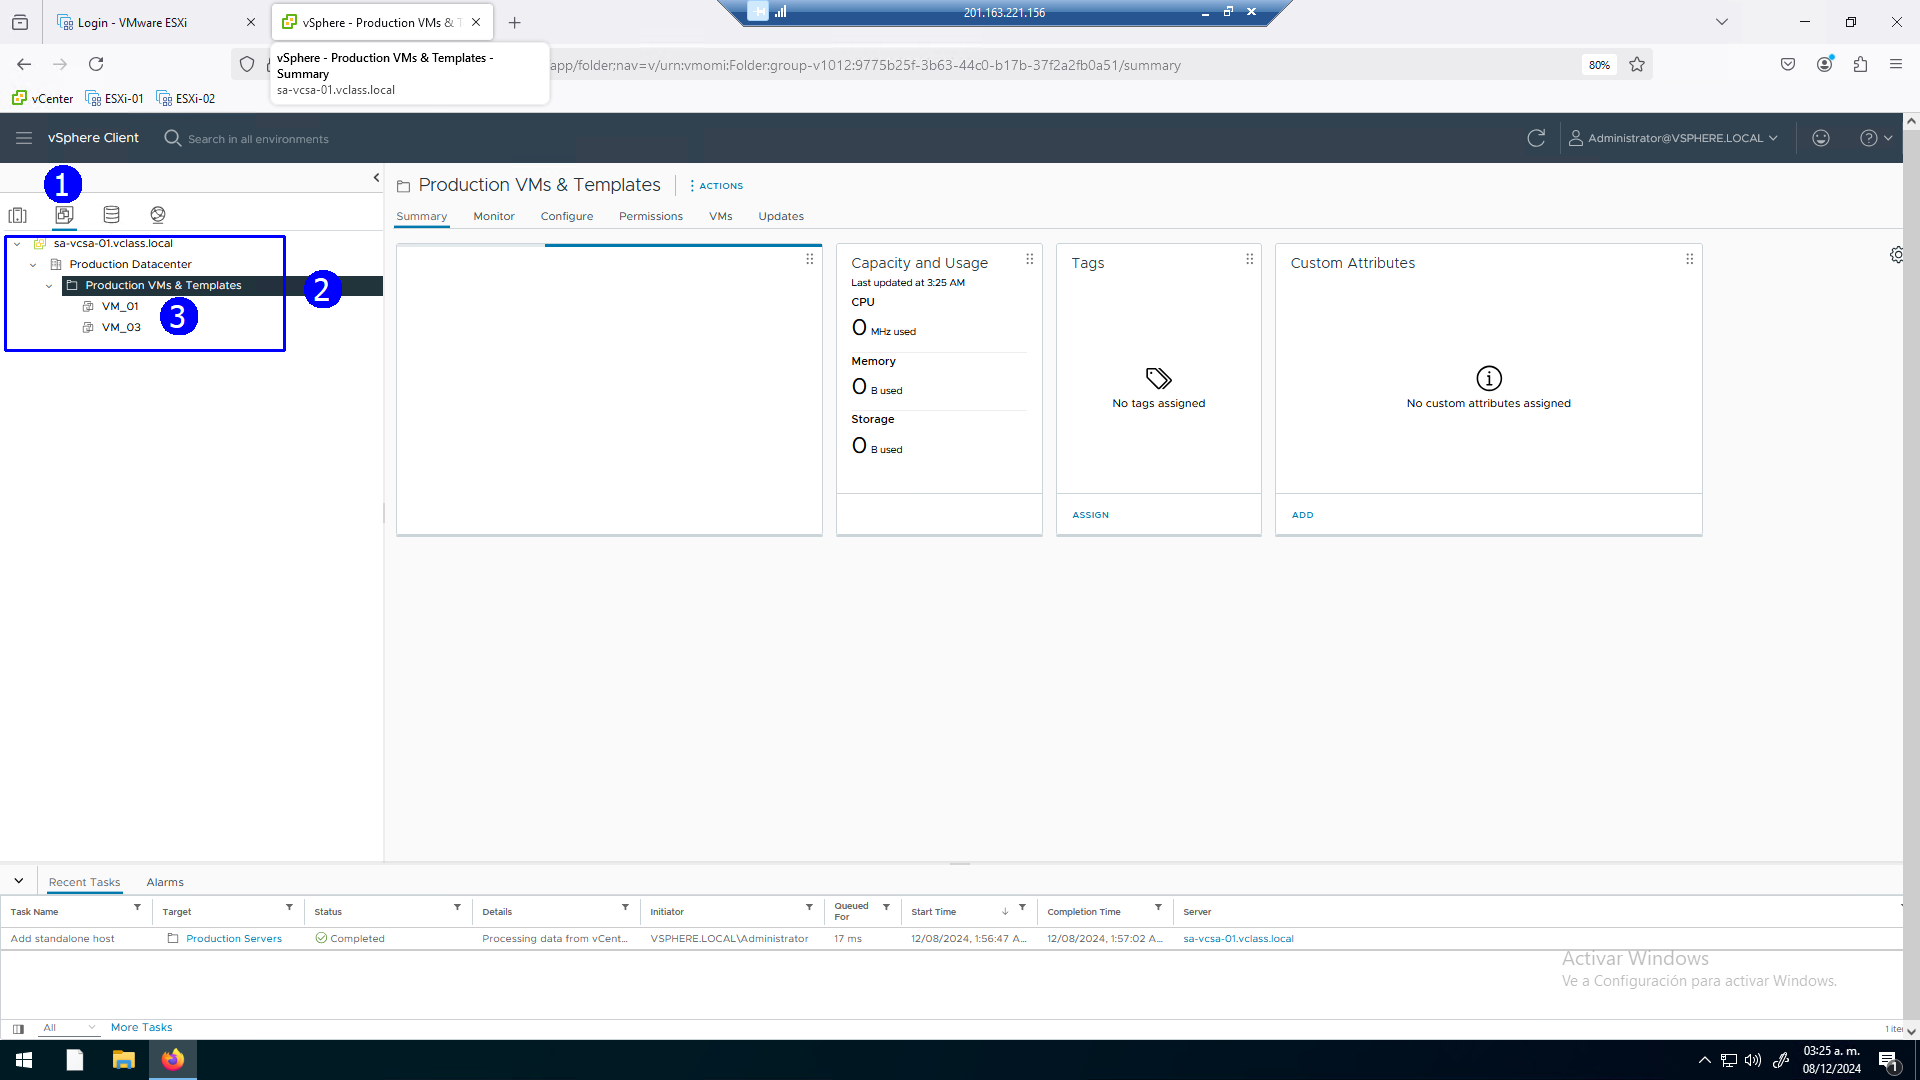 Login - VMware ESXi
vSphere - Production VMs & T
201.163.221.156
vSphere - Production VMs & Templates -
Summary
sa-vcsa-01.vclass.local
app/folder;nav=v/urn:vmomi:Folder:group-v1012:9775b25f-3b63-44c0-b17b-37f2a2fb0a51/summary
80%
vCenter
ESXi-01
ESXi-02
vSphere Client
Search in all environments
Administrator@VSPHERE.LOCAL
1
Production VMs & Templates
ACTIONS
Summary
Monitor
Configure
Permissions
VMs
Updates
sa-vcsa-01.vclass.local
Production Datacenter
Production VMs & Templates
2
VM_01
3
VM_03
Capacity and Usage
Last updated at 3:25 AM
CPU
0 MHz used
Memory
0 B used
Storage
0 B used
Tags
No tags assigned
ASSIGN
Custom Attributes
No custom attributes assigned
ADD
Recent Tasks
Alarms
Task Name
Target
Status
Details
Initiator
Queued
For
Start Time
Completion Time
Server
Add standalone host
Production Servers
Completed
Processing data from vCent...
VSPHERE.LOCAL\Administrator
17 ms
12/08/2024, 1:56:47 A...
12/08/2024, 1:57:02 A...
sa-vcsa-01.vclass.local
Activar Windows
Ve a Configuración para activar Windows.
All
More Tasks
1 ite
03:25 a. m.
08/12/2024
1